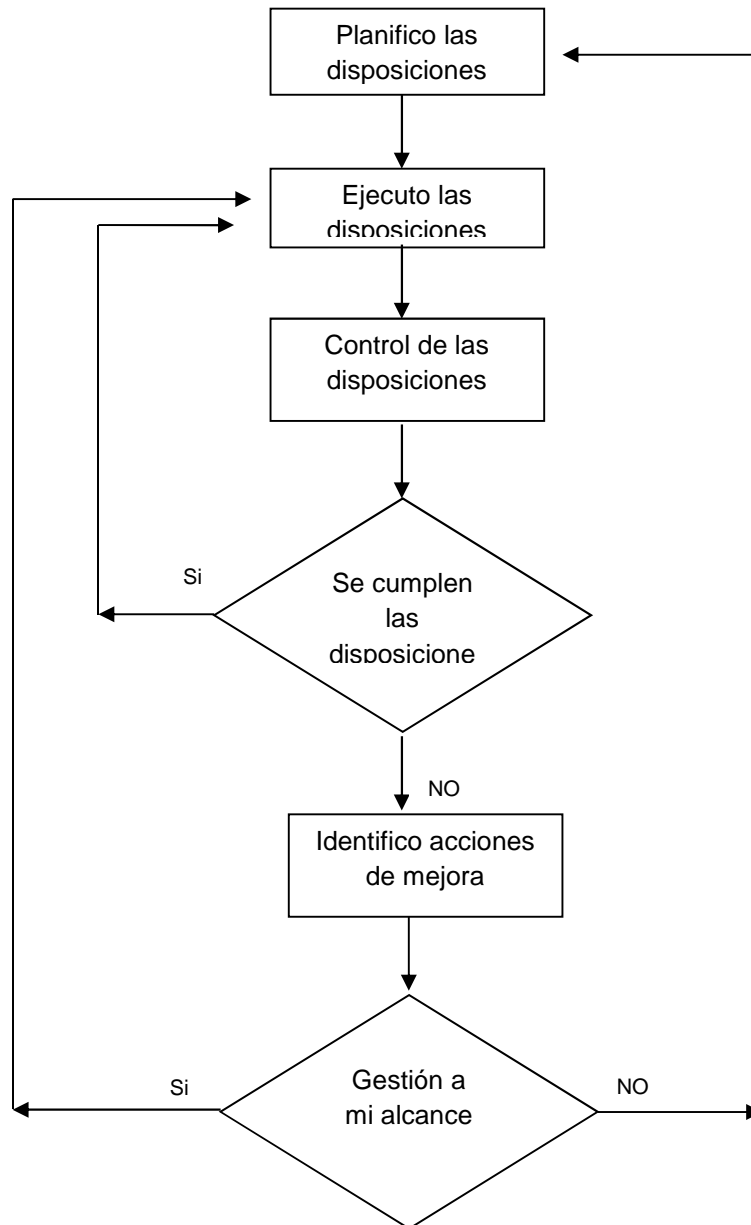 Planifico las
disposiciones
Ejecuto las
disposiciones
Control de las
disposiciones
Si
Se cumplen
las
disposicione
NO
Identifico acciones
de mejora
Si
Gestión a
mi alcance
NO